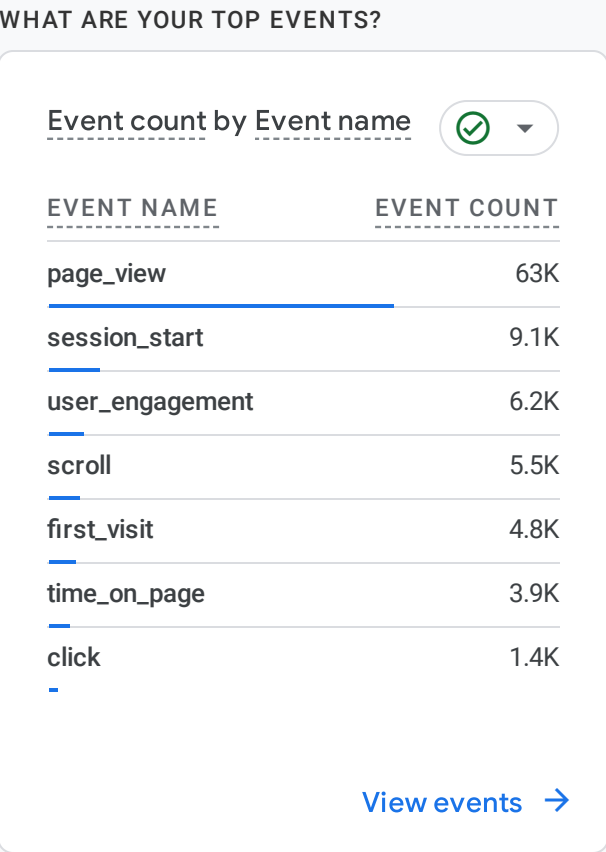 WHAT ARE YOUR TOP EVENTS?
Event count by Event name
EVENT NAME EVENT COUNT
page_view 63K
session_start 9.1K
user_engagement 6.2K
scroll 5.5K
first_visit 4.8K
time_on_page 3.9K
click 1.4K
View events